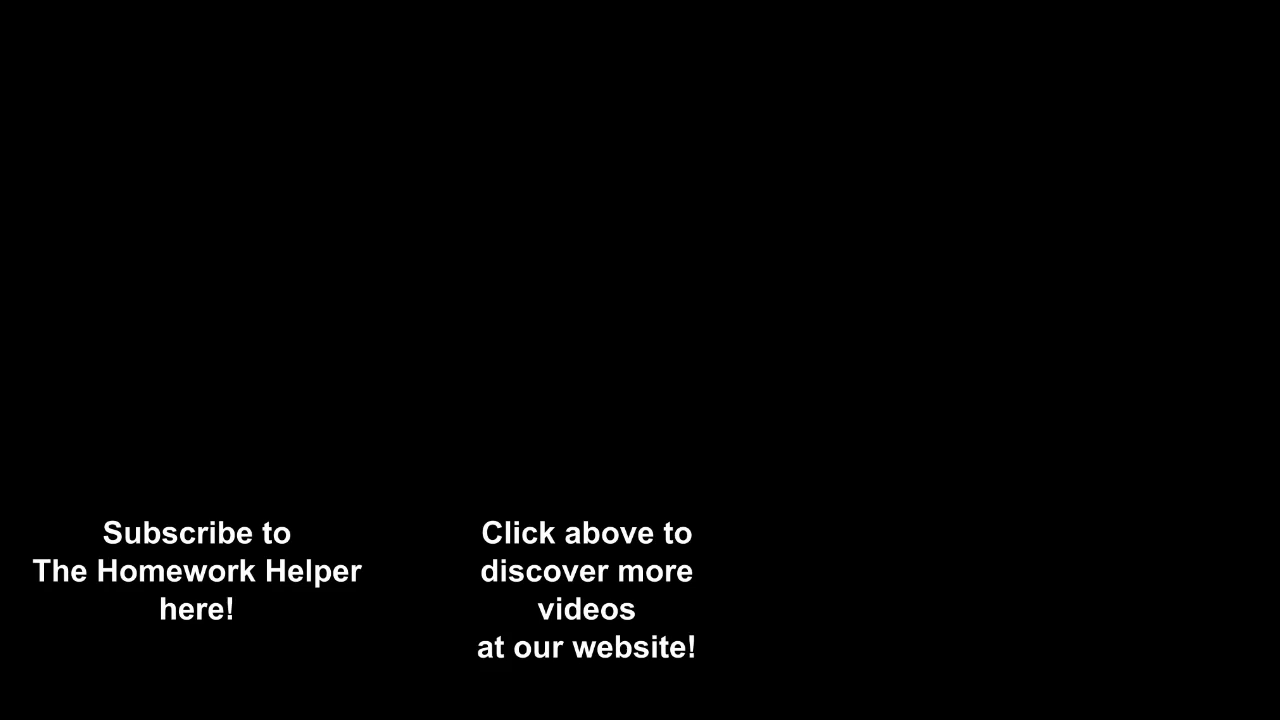 Subscribe to
The Homework Helper
here!
Click above to
discover more
videos
at our website!